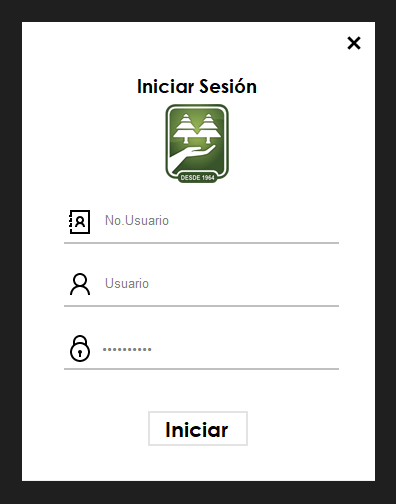 Iniciar Sesión
DESDE 1964
No.Usuario
Usuario
••••••••••
Iniciar